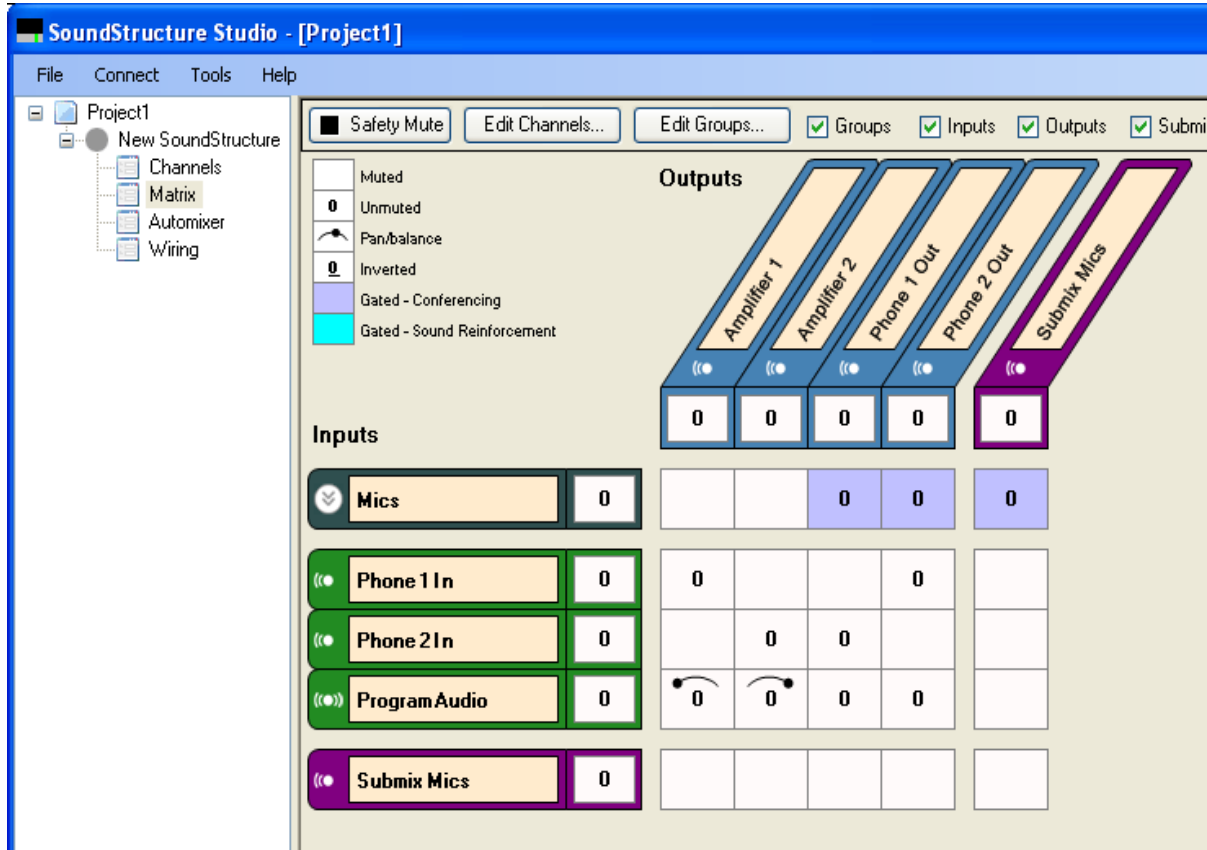 SoundStructure Studio - [Project1]
File Connect Tools Help
Project1
New SoundStructure
Channels
Matrix
Automixer
Wiring
Safety Mute Edit Channels... Edit Groups... Groups Inputs Outputs Submi
Muted
0 Unmuted
Pan/balance
0 Inverted
Gated - Conferencing
Gated - Sound Reinforcement
Outputs
Amplifier 1
Amplifier 2
Phone 1 Out
Phone 2 Out
Submix Mics
0 0 0 0 0
Inputs
Mics 0 0 0 0
Phone 1 In 0 0 0
Phone 2 In 0 0 0
Program Audio 0 0 0 0 0
Submix Mics 0